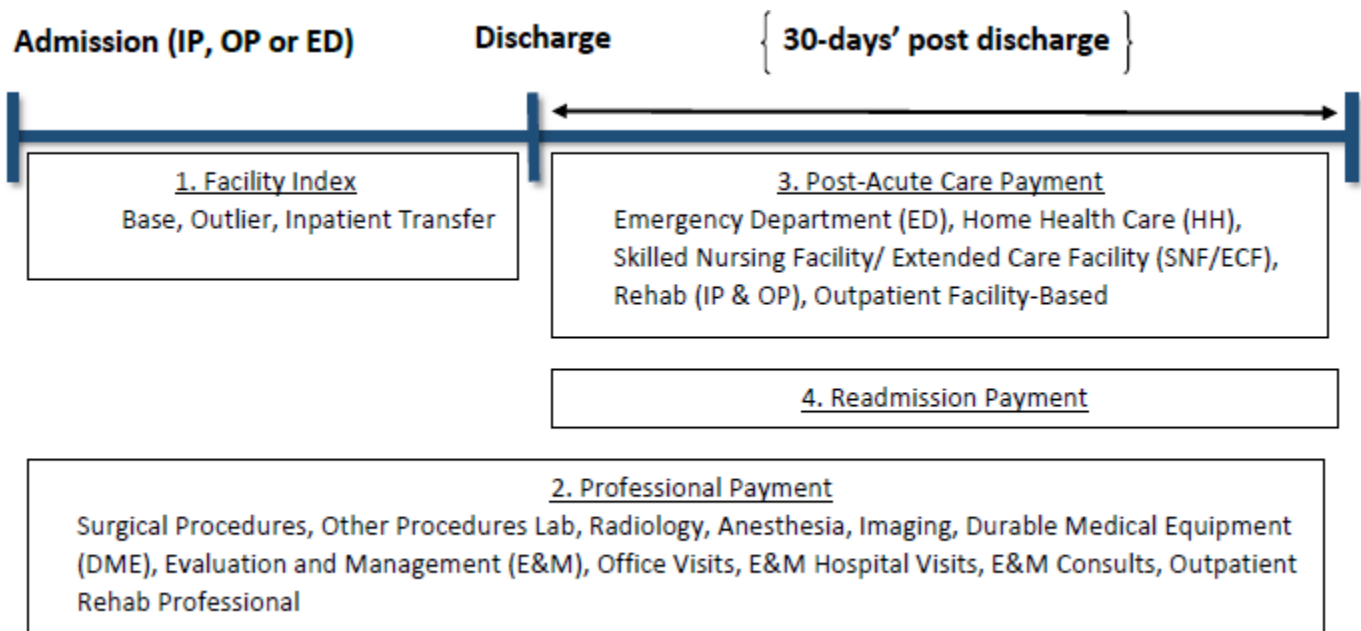 Admission (IP, OP or ED)
Discharge
{ 30-days’ post discharge }
1. Facility Index
Base, Outlier, Inpatient Transfer
3. Post-Acute Care Payment
Emergency Department (ED), Home Health Care (HH),
Skilled Nursing Facility/ Extended Care Facility (SNF/ECF),
Rehab (IP & OP), Outpatient Facility-Based
4. Readmission Payment
2. Professional Payment
Surgical Procedures, Other Procedures Lab, Radiology, Anesthesia, Imaging, Durable Medical Equipment
(DME), Evaluation and Management (E&M), Office Visits, E&M Hospital Visits, E&M Consults, Outpatient
Rehab Professional